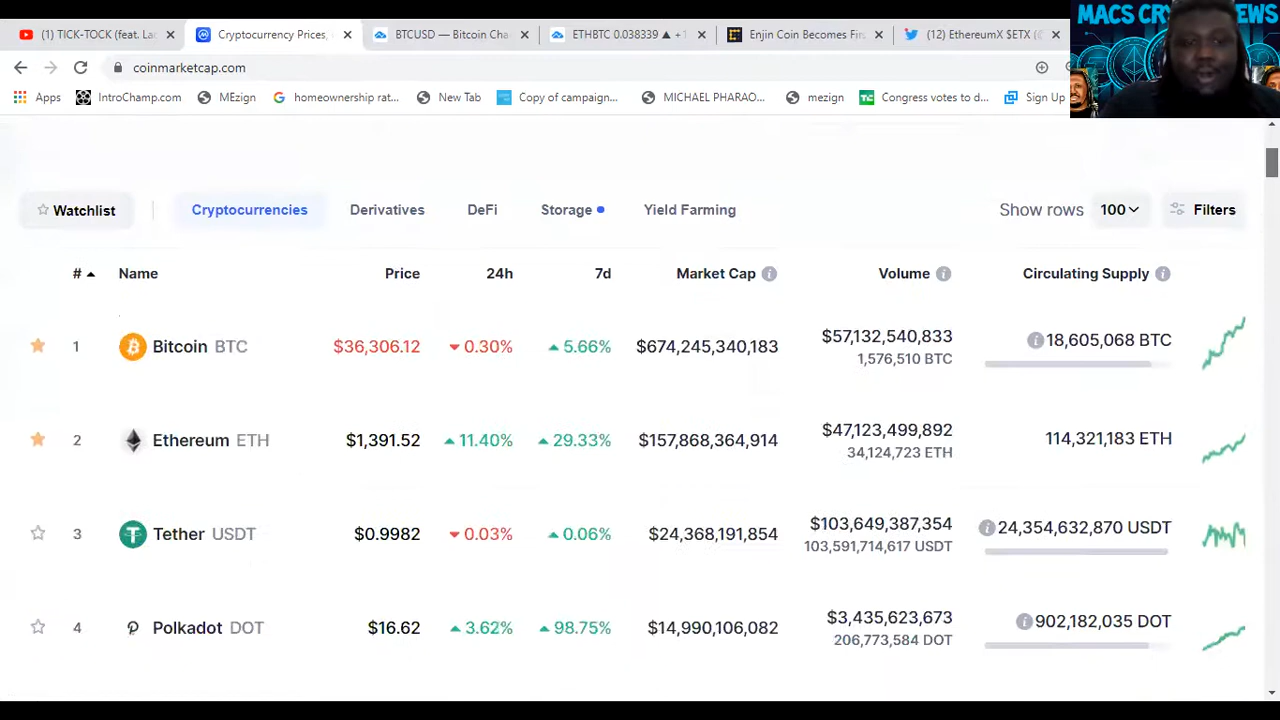 (1) TICK-TOCK (feat. Lac
Cryptocurrency Prices,
BTCUSD — Bitcoin Cha
ETHBTC 0.038339 ▲ +1
Enjin Coin Becomes Firs
(12) EthereumX $ETX (@
MACS CR EWS
coinmarketcap.com
Apps
IntroChamp.com
MEzign
homeownership rat...
New Tab
Copy of campaign...
MICHAEL PHARAO...
mezign
Congress votes to d...
Sign Up
Watchlist
Cryptocurrencies
Derivatives
DeFi
Storage
Yield Farming
Show rows
100
Filters
# Name Price 24h 7d Market Cap Volume Circulating Supply
1 Bitcoin BTC $36,306.12 0.30% 5.66% $674,245,340,183 $57,132,540,833 18,605,068 BTC
1,576,510 BTC
2 Ethereum ETH $1,391.52 11.40% 29.33% $157,868,364,914 $47,123,499,892 114,321,183 ETH
34,124,723 ETH
3 Tether USDT $0.9982 0.03% 0.06% $24,368,191,854 $103,649,387,354 24,354,632,870 USDT
103,591,714,617 USDT
4 Polkadot DOT $16.62 3.62% 98.75% $14,990,106,082 $3,435,623,673 902,182,035 DOT
206,773,584 DOT